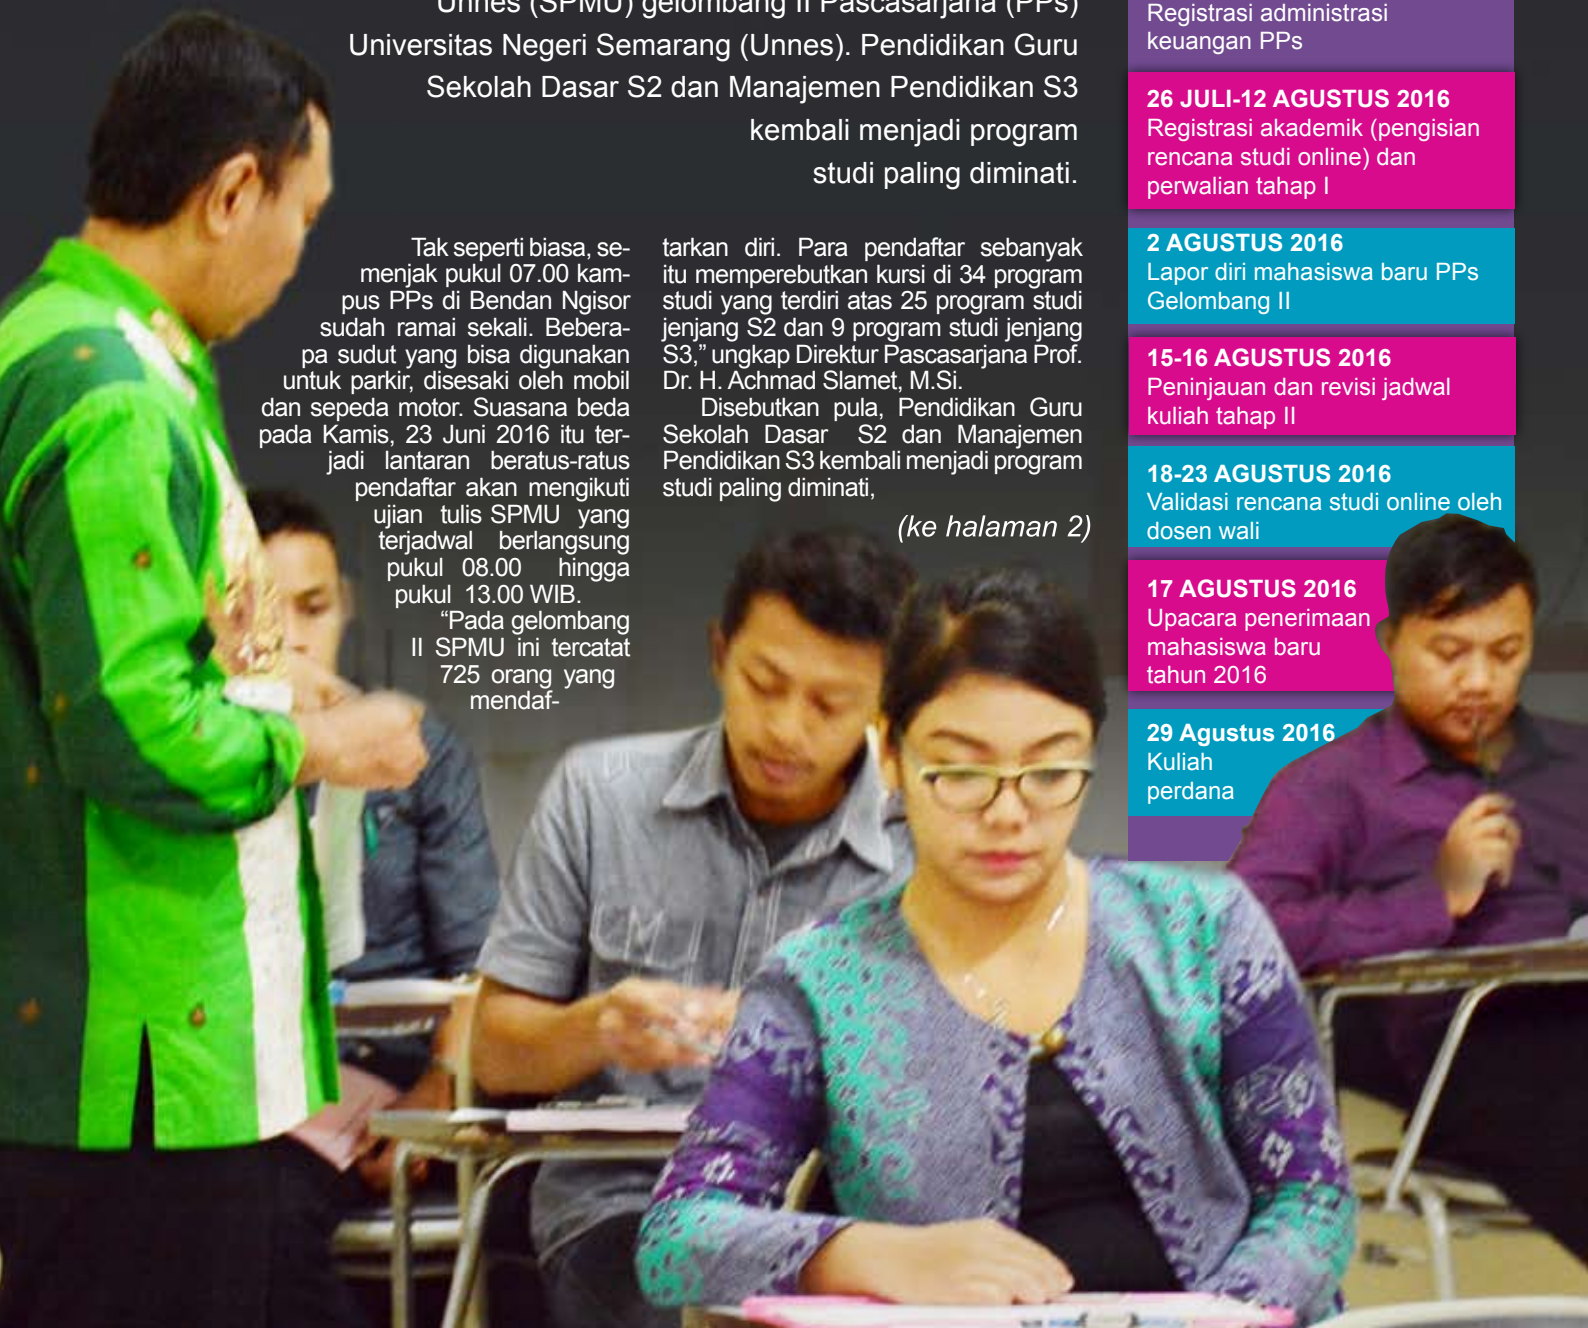 Unnes (SPMU) gelombang II Pascasarjana (PPs)
Universitas Negeri Semarang (Unnes). Pendidikan Guru
Sekolah Dasar S2 dan Manajemen Pendidikan S3
kembali menjadi program
studi paling diminati.
Tak seperti biasa, se-
menjak pukul 07.00 kam-
pus PPs di Bendan Ngisor
sudah ramai sekali. Bebera-
pa sudut yang bisa digunakan
untuk parkir, disesaki oleh mobil
dan sepeda motor. Suasana beda
pada Kamis, 23 Juni 2016 itu ter-
jadi lantaran beratus-ratus
pendaftar akan mengikuti
ujian tulis SPMU yang
terjadwal berlangsung
pukul 08.00 hingga
pukul 13.00 WIB.
“Pada gelombang
II SPMU ini tercatat
725 orang yang
mendaf-
tarkan diri. Para pendaftar sebanyak
itu memperebutkan kursi di 34 program
studi yang terdiri atas 25 program studi
jenjang S2 dan 9 program studi jenjang
S3,” ungkap Direktur Pascasarjana Prof.
Dr. H. Achmad Slamet, M.Si.
Disebutkan pula, Pendidikan Guru
Sekolah Dasar S2 dan Manajemen
Pendidikan S3 kembali menjadi program
studi paling diminati,
(ke halaman 2)
Registrasi administrasi
keuangan PPs
26 JULI-12 AGUSTUS 2016
Registrasi akademik (pengisian
rencana studi online) dan
perwalian tahap I
2 AGUSTUS 2016
Lapor diri mahasiswa baru PPs
Gelombang II
15-16 AGUSTUS 2016
Peninjauan dan revisi jadwal
kuliah tahap II
18-23 AGUSTUS 2016
Validasi rencana studi online oleh
dosen wali
17 AGUSTUS 2016
Upacara penerimaan
mahasiswa baru
tahun 2016
29 Agustus 2016
Kuliah
perdana